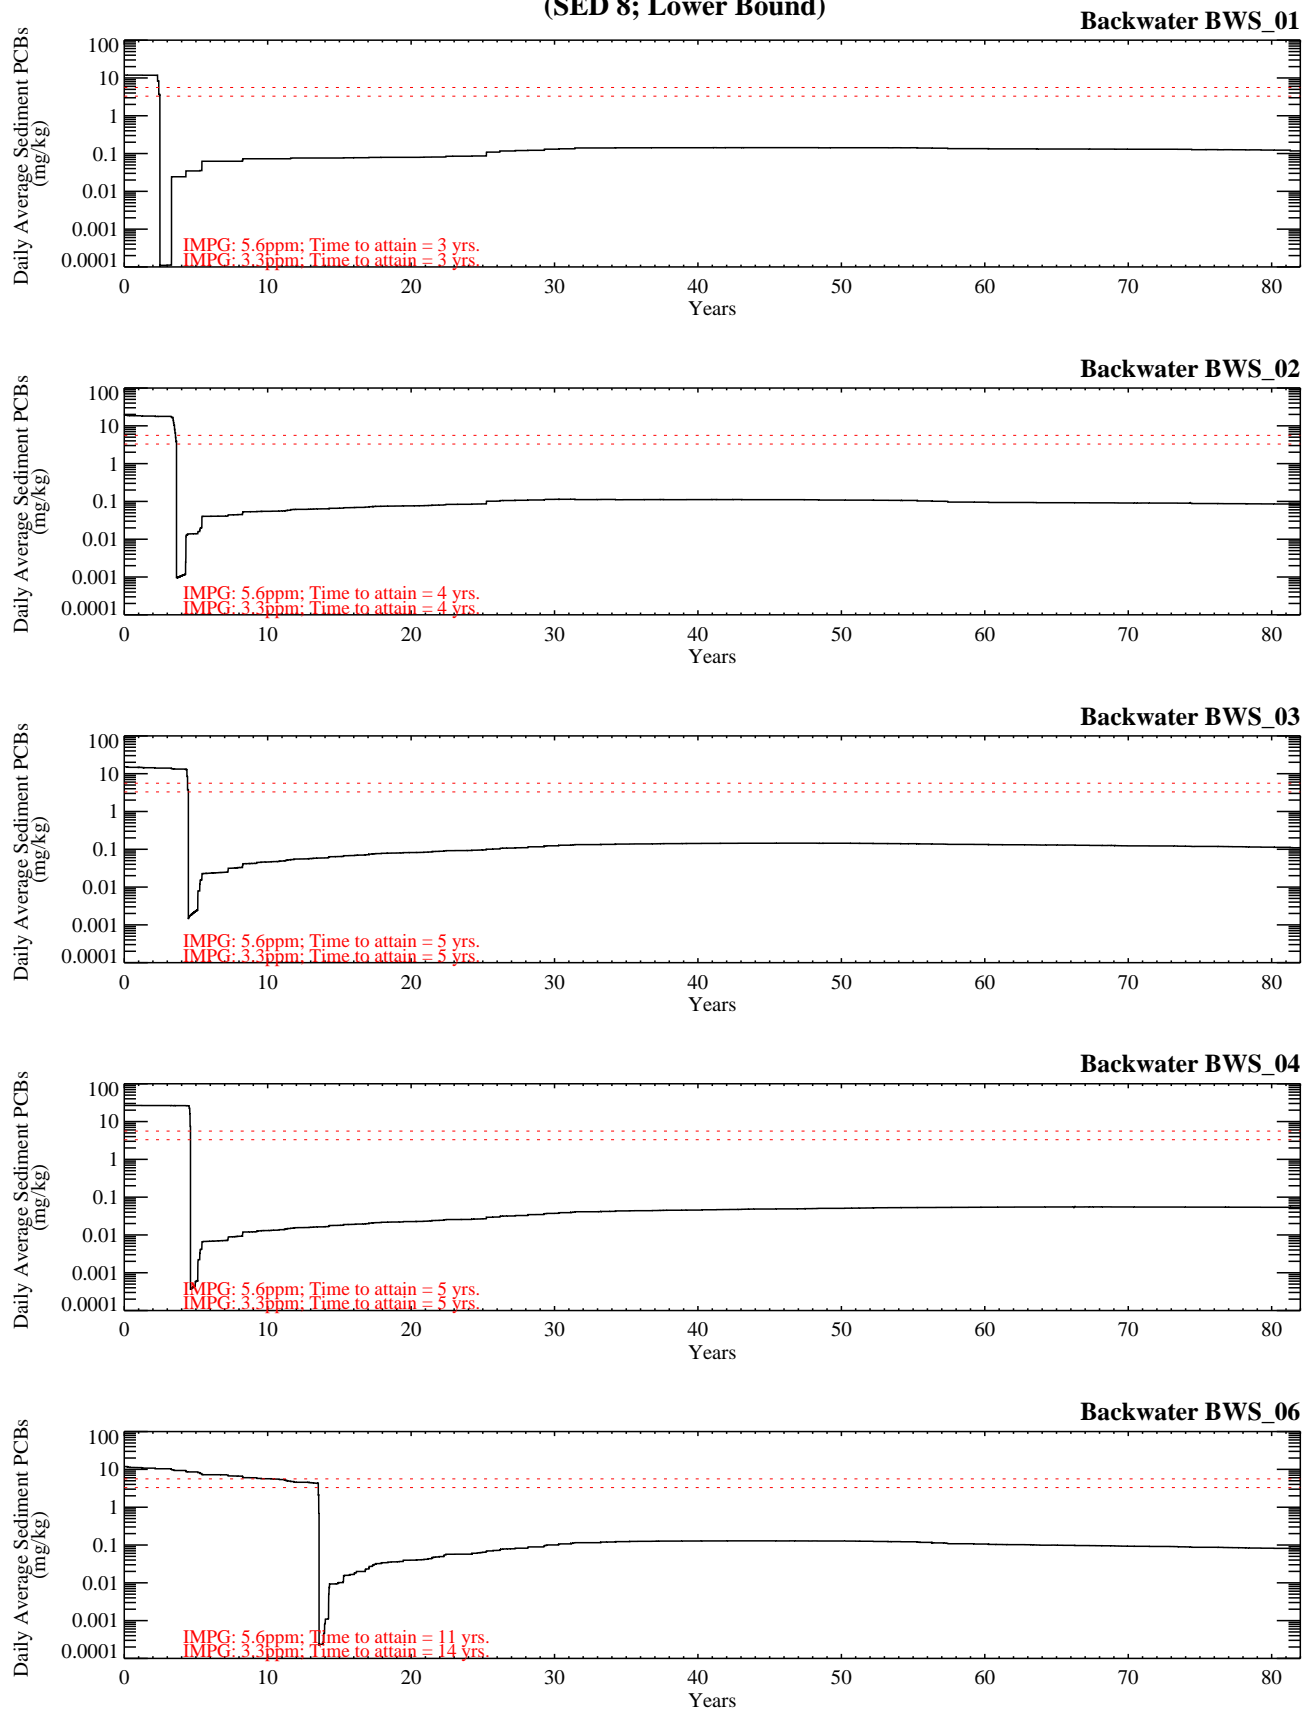 (SED 8; Lower Bound)
Backwater BWS_01
Daily Average Sediment PCBs
(mg/kg)
100
10
1
0.1
0.01
0.001
0.0001
IMPG: 5.6ppm; Time to attain = 3 yrs.
IMPG: 3.3ppm; Time to attain = 3 yrs.
0 10 20 30 40 50 60 70 80
Years
Backwater BWS_02
Daily Average Sediment PCBs
(mg/kg)
100
10
1
0.1
0.01
0.001
0.0001
IMPG: 5.6ppm; Time to attain = 4 yrs.
IMPG: 3.3ppm; Time to attain = 4 yrs.
0 10 20 30 40 50 60 70 80
Years
Backwater BWS_03
Daily Average Sediment PCBs
(mg/kg)
100
10
1
0.1
0.01
0.001
0.0001
IMPG: 5.6ppm; Time to attain = 5 yrs.
IMPG: 3.3ppm; Time to attain = 5 yrs.
0 10 20 30 40 50 60 70 80
Years
Backwater BWS_04
Daily Average Sediment PCBs
(mg/kg)
100
10
1
0.1
0.01
0.001
0.0001
IMPG: 5.6ppm; Time to attain = 5 yrs.
IMPG: 3.3ppm; Time to attain = 5 yrs.
0 10 20 30 40 50 60 70 80
Years
Backwater BWS_06
Daily Average Sediment PCBs
(mg/kg)
100
10
1
0.1
0.01
0.001
0.0001
IMPG: 5.6ppm; Time to attain = 11 yrs.
IMPG: 3.3ppm; Time to attain = 14 yrs.
0 10 20 30 40 50 60 70 80
Years